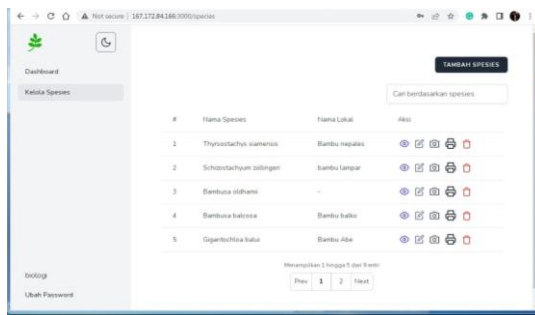 Not secure | 167.172.84.166:3000/species
Dashboard
TAMBAH SPESIES
Kelola Spesies
Cari berdasarkan spesies
# Nama Spesies Nama Lokal Aksi
1 Thyrsostachys siamensis Bambu nepales
2 Schizostachyum zollingeri bambu lampar
3 Bambusa oldhamii -
4 Bambusa balcooa Bambu balko
5 Gigantochloa balui Bambu Abe
Menampilkan 1 hingga 5 dari 9 entri
Prev 1 2 Next
biologi
Ubah Password